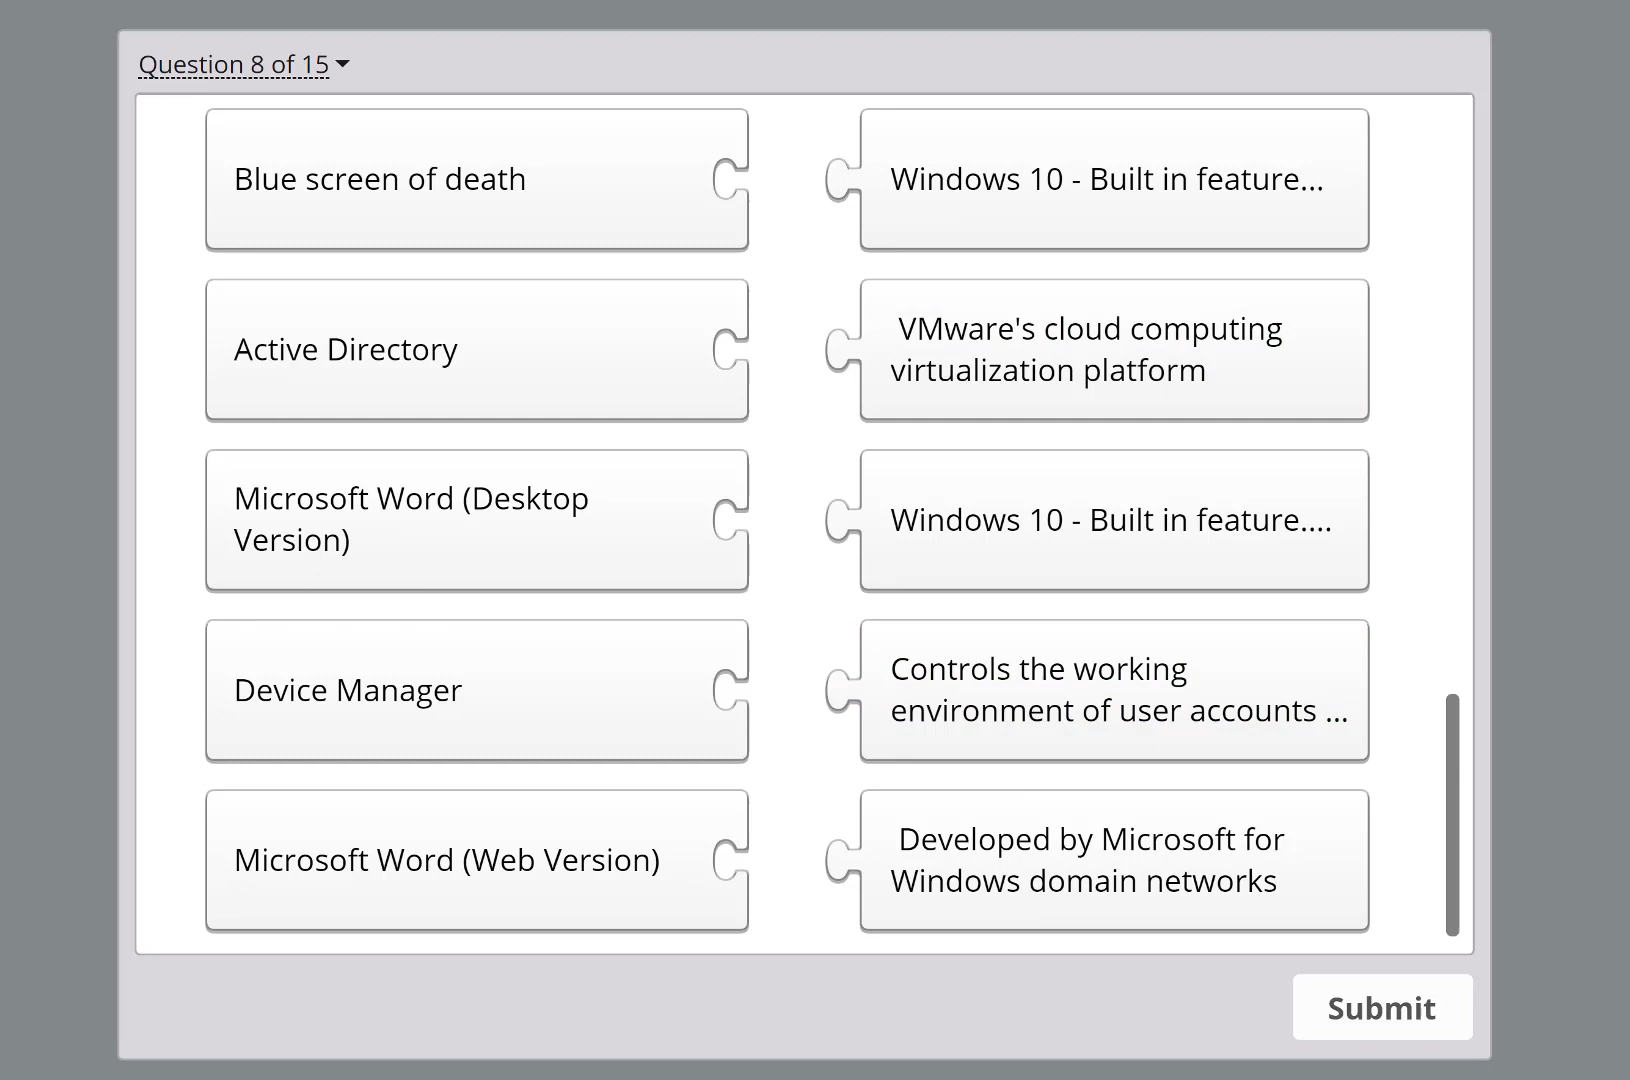 Question 8 of 15
Blue screen of death
Windows 10 - Built in feature...
Active Directory
VMware's cloud computing
virtualization platform
Microsoft Word (Desktop
Version)
Windows 10 - Built in feature....
Device Manager
Controls the working
environment of user accounts ...
Microsoft Word (Web Version)
Developed by Microsoft for
Windows domain networks
Submit